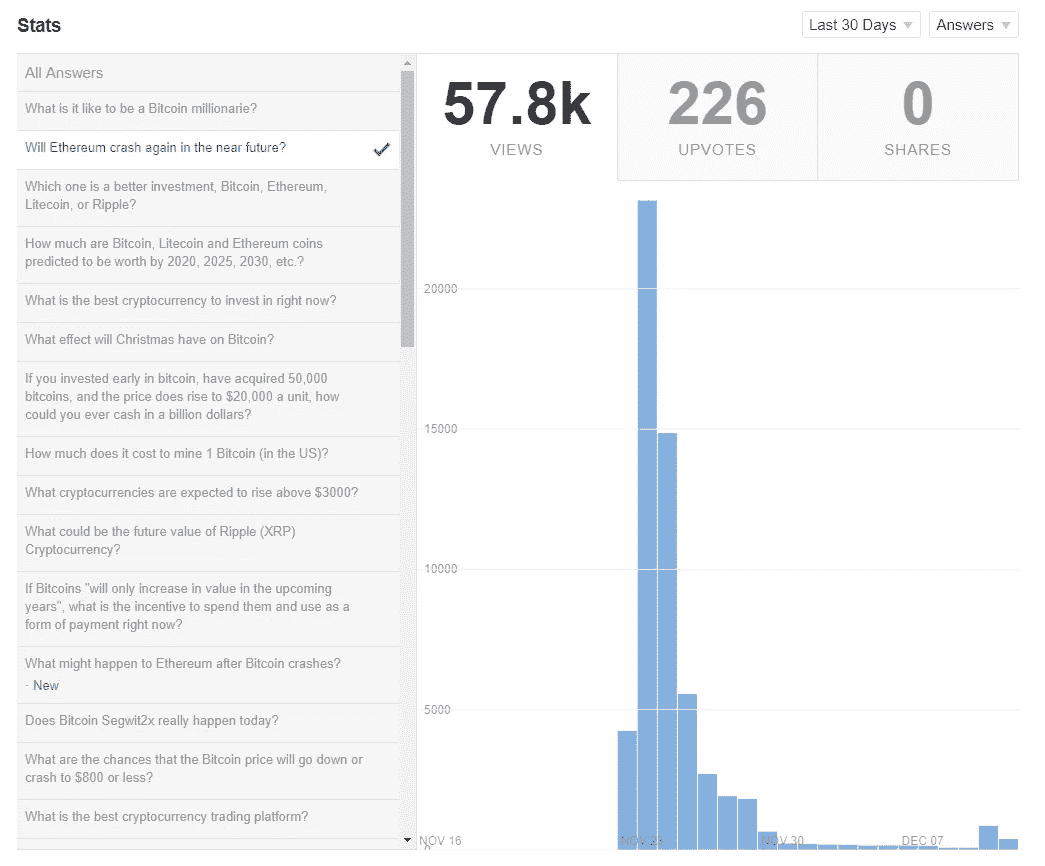 Stats
Last 30 Days
Answers
All Answers
What is it like to be a Bitcoin millionarie?
Will Ethereum crash again in the near future?
Which one is a better investment, Bitcoin, Ethereum,
Litecoin, or Ripple?
How much are Bitcoin, Litecoin and Ethereum coins
predicted to be worth by 2020, 2025, 2030, etc.?
What is the best cryptocurrency to invest in right now?
What effect will Christmas have on Bitcoin?
If you invested early in bitcoin, have acquired 50,000
bitcoins, and the price does rise to $20,000 a unit, how
could you ever cash in a billion dollars?
How much does it cost to mine 1 Bitcoin (in the US)?
What cryptocurrencies are expected to rise above $3000?
What could be the future value of Ripple (XRP)
Cryptocurrency?
If Bitcoins "will only increase in value in the upcoming
years", what is the incentive to spend them and use as a
form of payment right now?
What might happen to Ethereum after Bitcoin crashes?
· New
Does Bitcoin Segwit2x really happen today?
What are the chances that the Bitcoin price will go down or
crash to $800 or less?
What is the best cryptocurrency trading platform?
57.8k
VIEWS
226
UPVOTES
0
SHARES
20000
15000
10000
5000
0
NOV 16
NOV 23
NOV 30
DEC 07